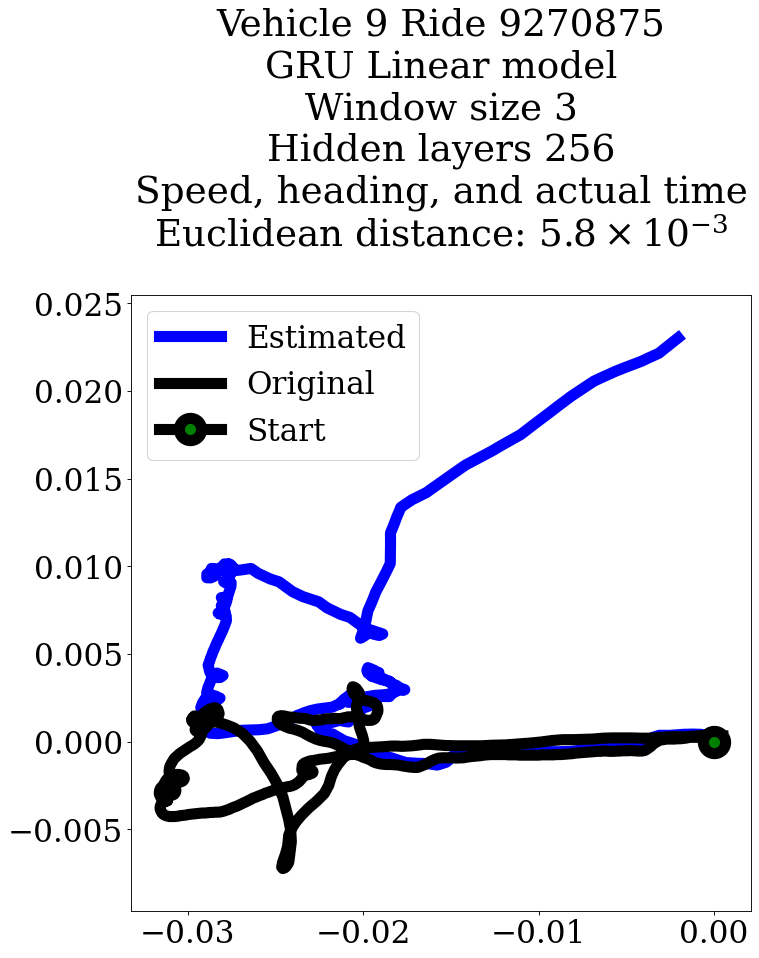 Vehicle 9 Ride 9270875
GRU Linear model
Window size 3
Hidden layers 256
Speed, heading, and actual time
Euclidean distance: 5.8 × 10⁻³
0.025
0.020
0.015
0.010
0.005
0.000
−0.005
Estimated
Original
Start
−0.03
−0.02
−0.01
0.00